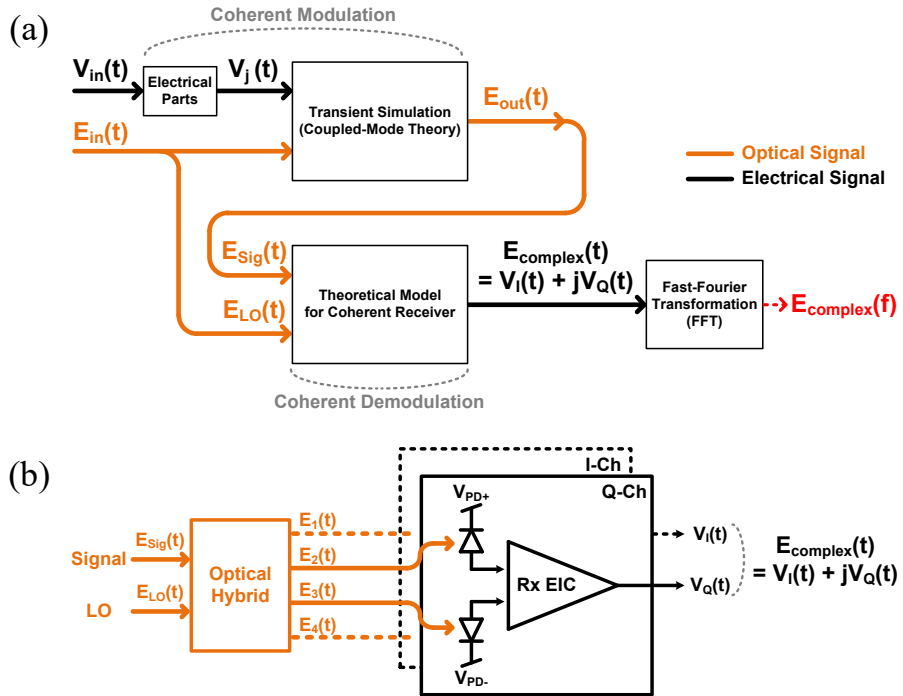 (a)
Coherent Modulation
V_in(t)
Electrical
Parts
V_j (t)
Transient Simulation
(Coupled-Mode Theory)
E_out(t)
E_in(t)
Optical Signal
Electrical Signal
E_Sig(t)
E_LO(t)
Theoretical Model
for Coherent Receiver
E_complex(t)
= V_I(t) + jV_Q(t)
Fast-Fourier
Transformation
(FFT)
E_complex(f)
Coherent Demodulation
(b)
I-Ch
Q-Ch
Signal
E_Sig(t)
LO
E_LO(t)
Optical
Hybrid
E_1(t)
E_2(t)
E_3(t)
E_4(t)
V_PD+
Rx EIC
V_PD-
V_I(t)
V_Q(t)
E_complex(t)
= V_I(t) + jV_Q(t)